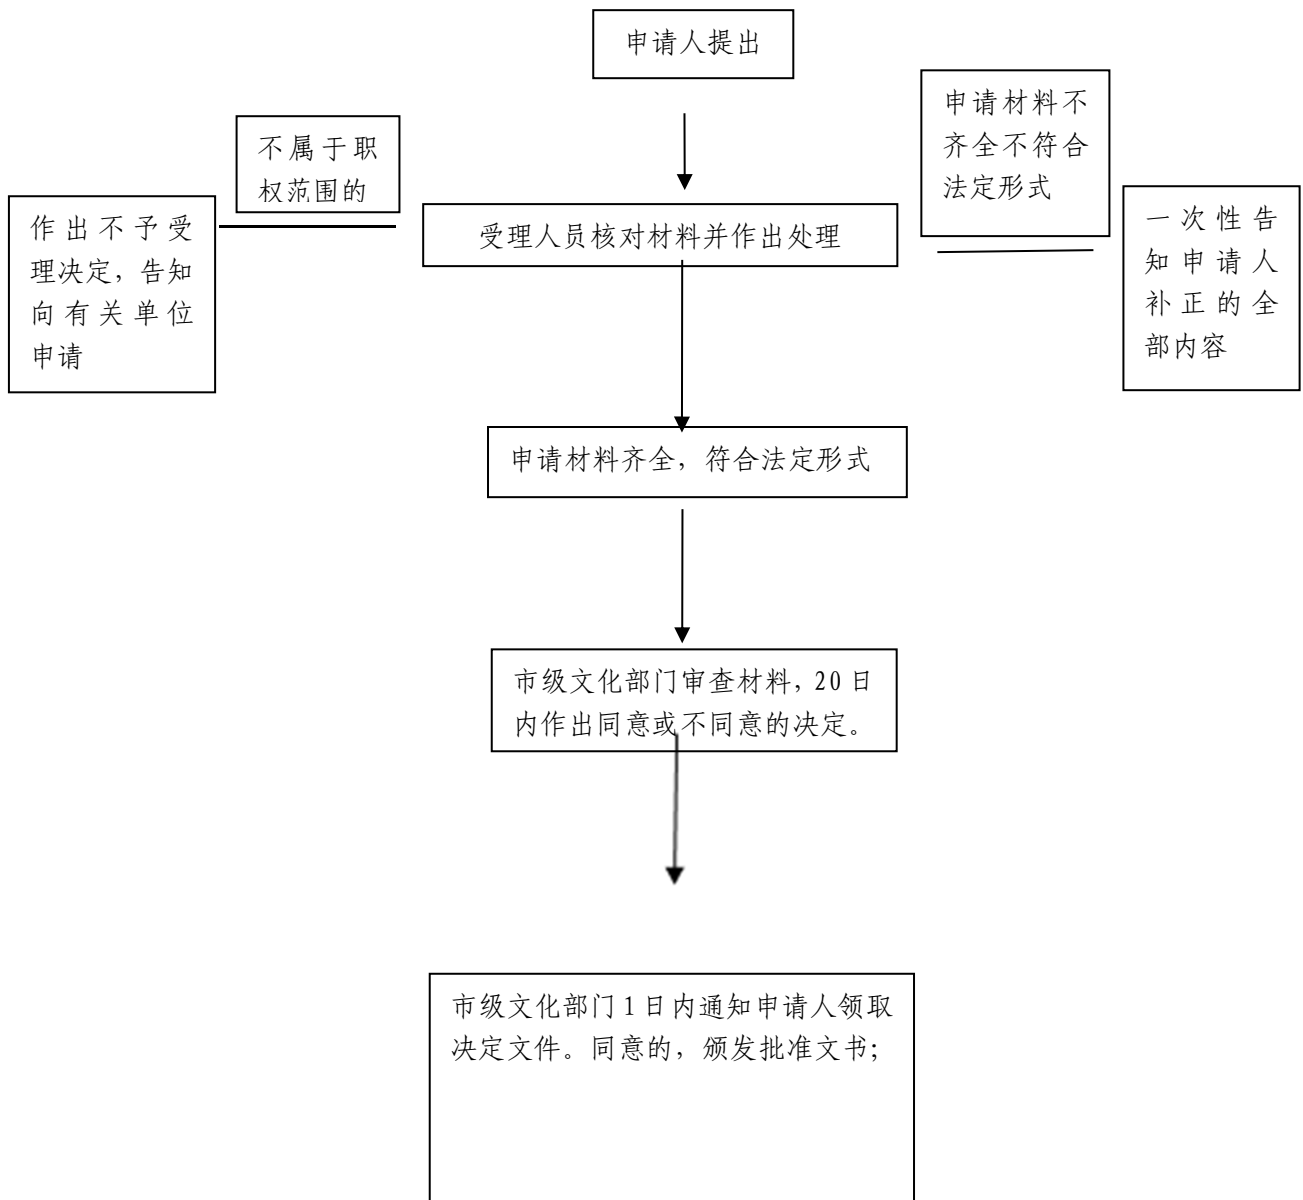 申请人提出
申请材料不
齐全不符合
法定形式
不属于职
权范围的
作出不予受
理决定，告知
向有关单位
申请
受理人员核对材料并作出处理
一次性告
知申请人
补正的全
部内容
申请材料齐全，符合法定形式
市级文化部门审查材料，20日
内作出同意或不同意的决定。
市级文化部门1日内通知申请人领取
决定文件。同意的，颁发批准文书；